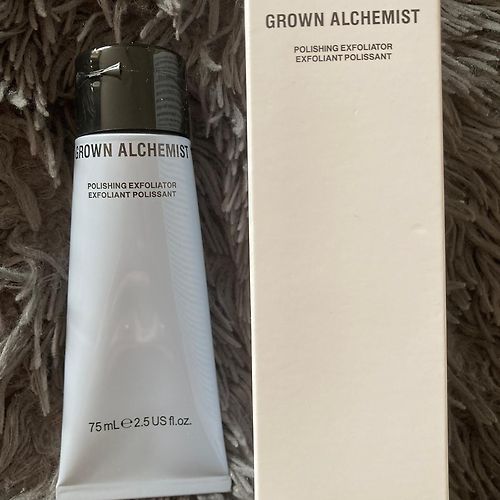 GROWN ALCHEMIST
POLISHING EXFOLIATOR
EXFOLIANT POLISSANT
75 mL ℮ 2.5 US fl.oz.
GROWN ALCHEMIST
POLISHING EXFOLIATOR
EXFOLIANT POLISSANT